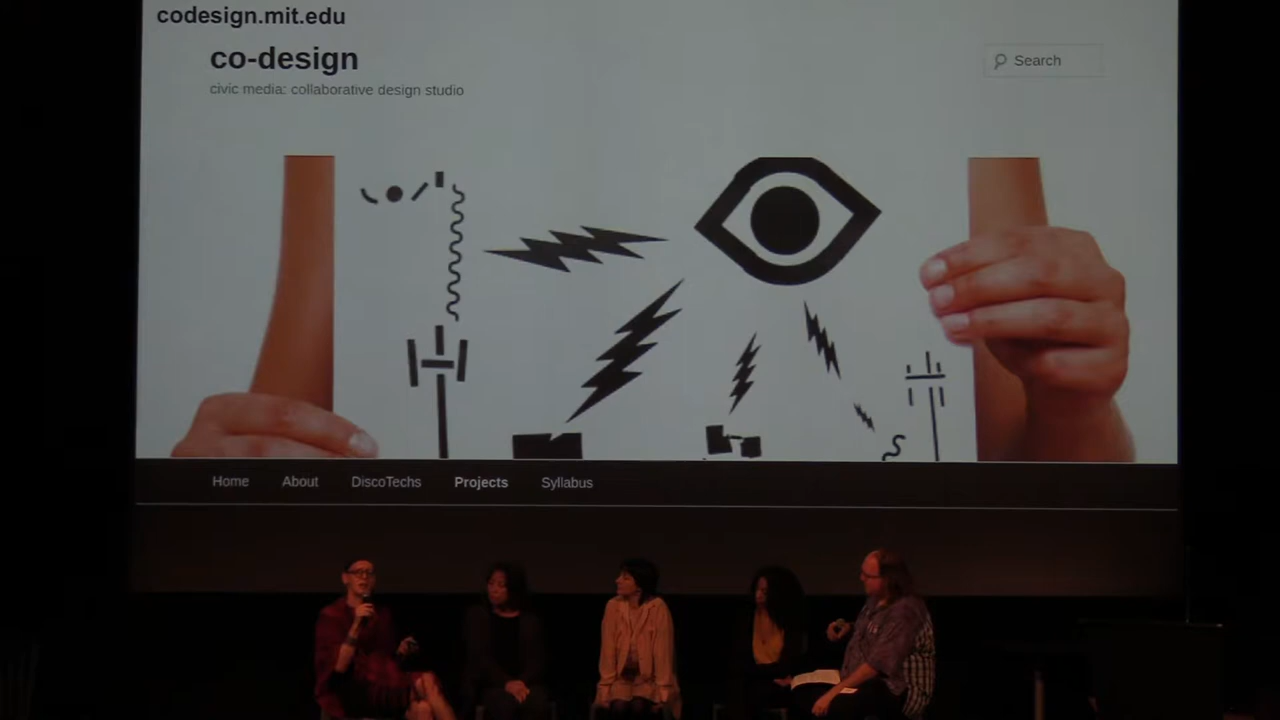 codesign.mit.edu
co-design
Search
civic media: collaborative design studio
Home About DiscoTechs Projects Syllabus